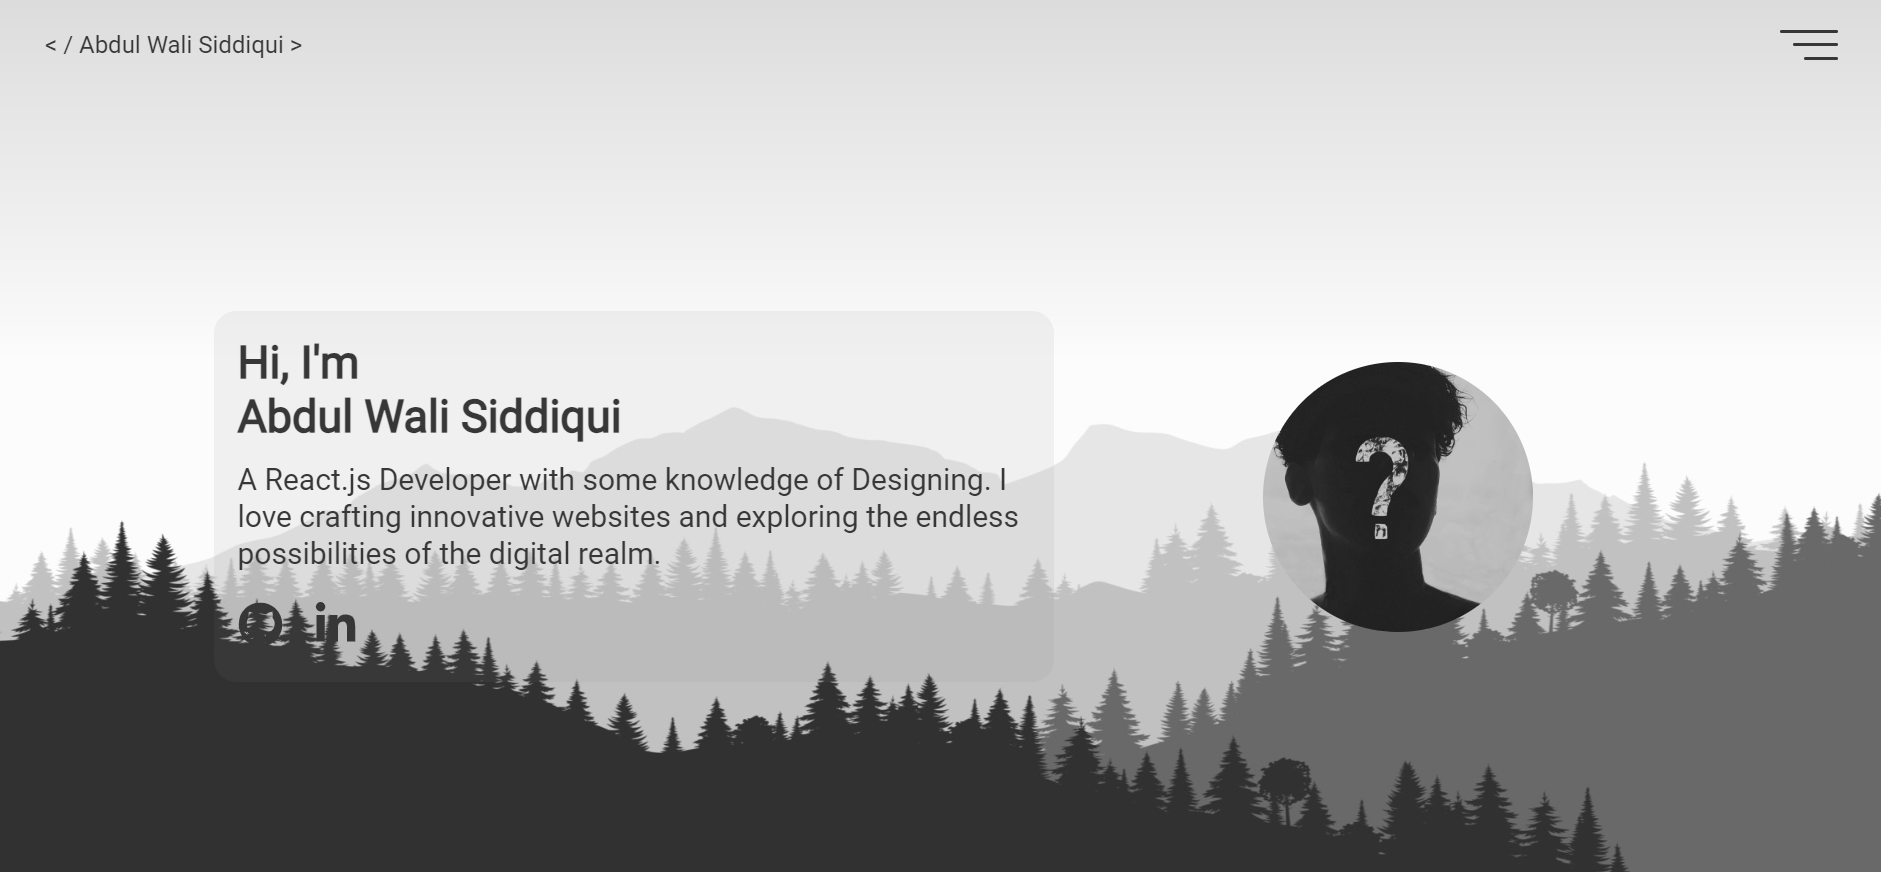 < / Abdul Wali Siddiqui >
Hi, I'm
Abdul Wali Siddiqui
A React.js Developer with some knowledge of Designing. I
love crafting innovative websites and exploring the endless
possibilities of the digital realm.
in
?